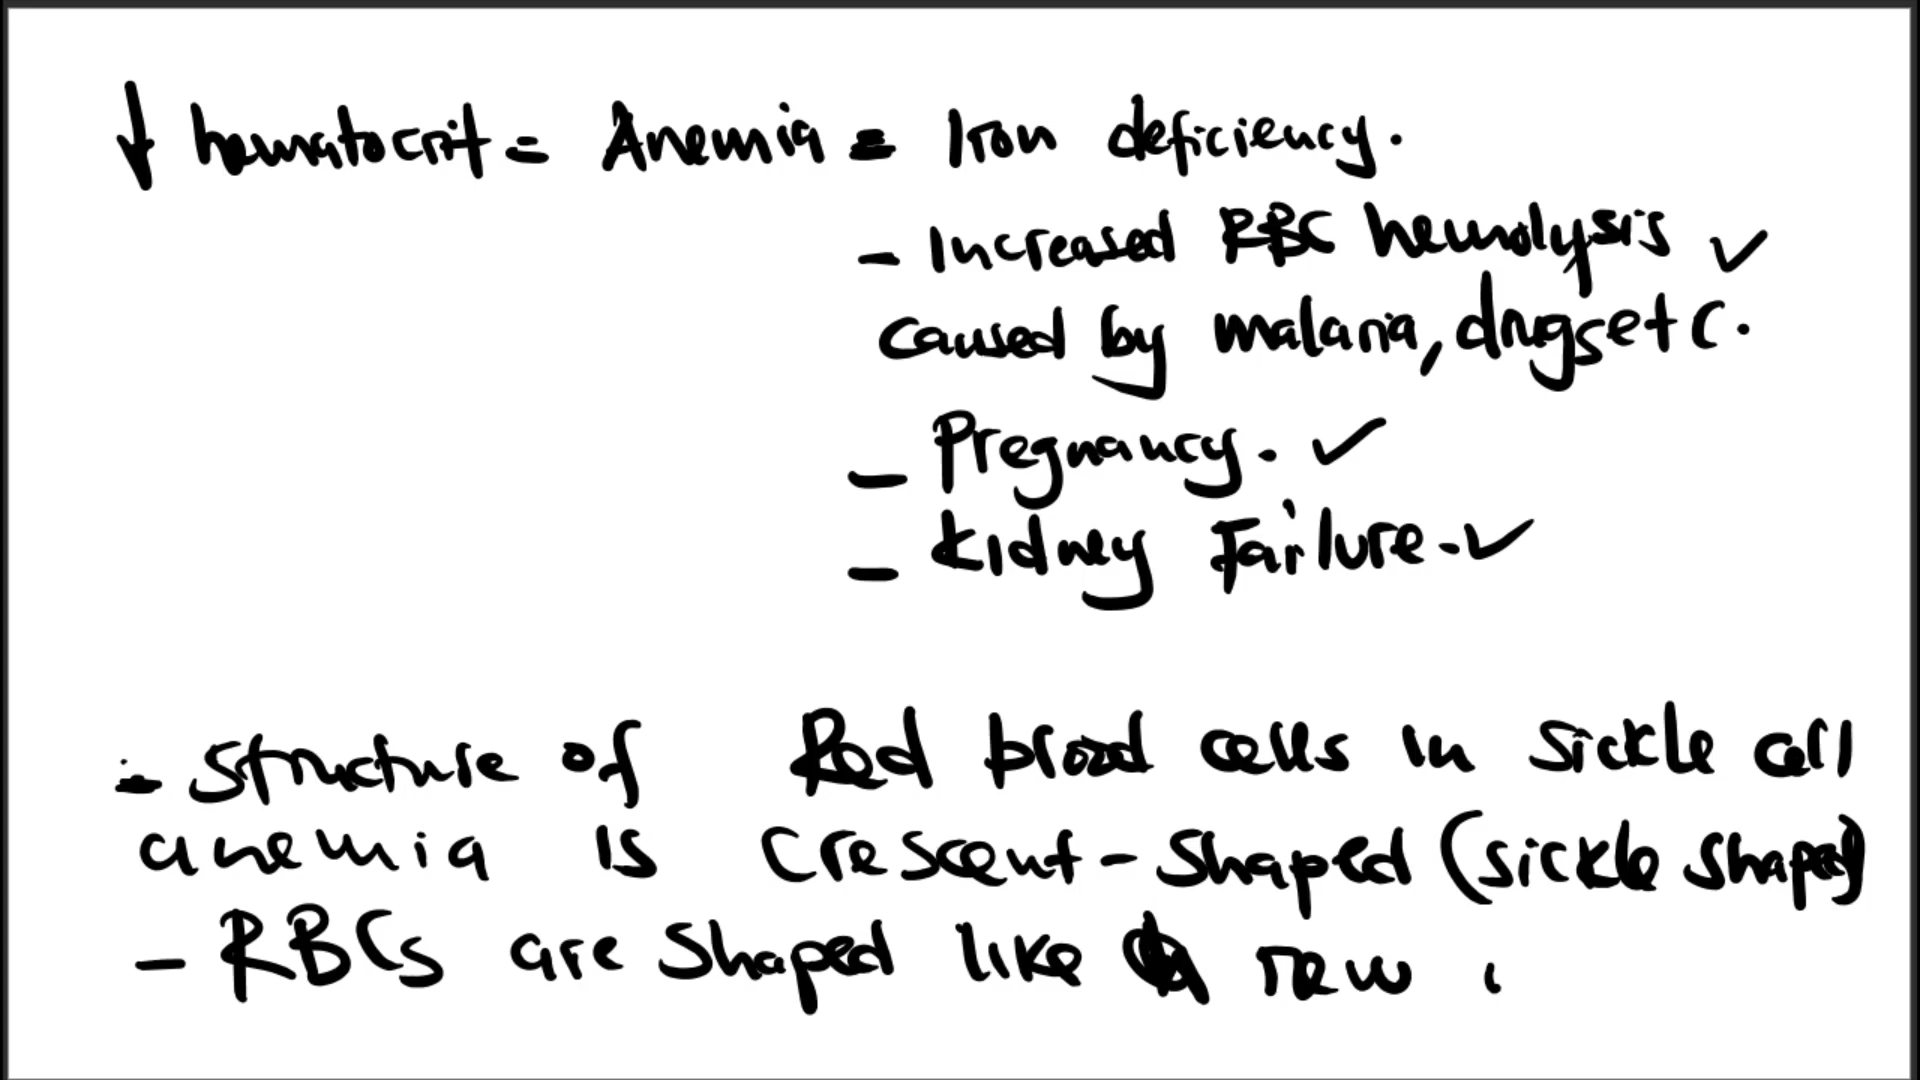 ↓ hematocrit = Anemia = Iron deficiency.
- Increased RBC hemolysis ✓
caused by malaria, drugs etc.
- Pregnancy. ✓
- Kidney Failure - ✓
- Structure of Red blood cells in sickle cell
anemia is crescent-shaped (sickle shaped)
- RBCs are shaped like a new